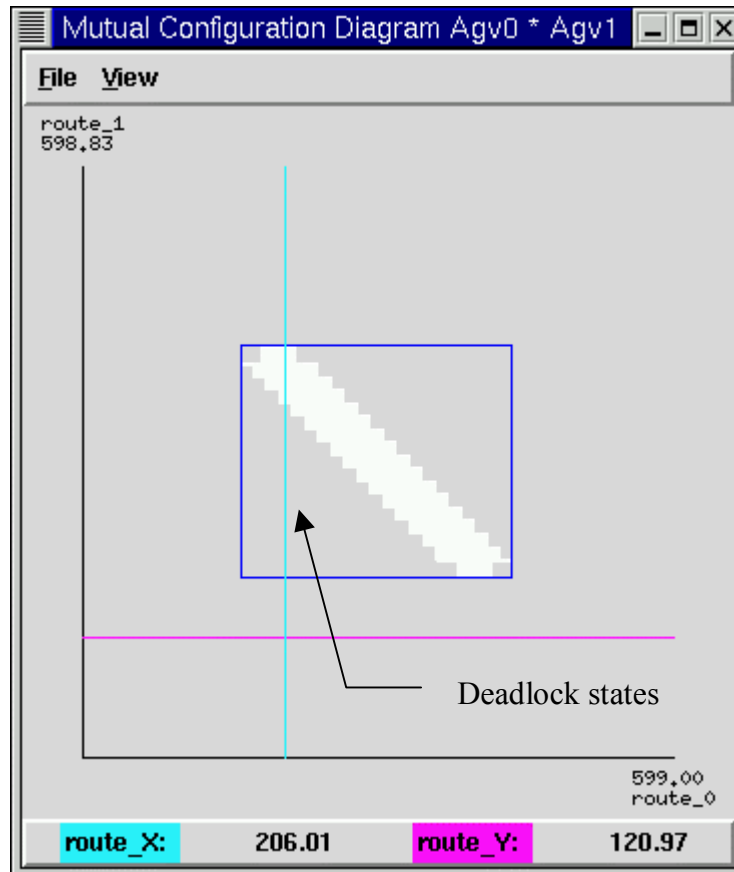 Mutual Configuration Diagram Agv0 * Agv1
File View
route_1
598.83
Deadlock states
599.00
route_0
route_X: 206.01 route_Y: 120.97